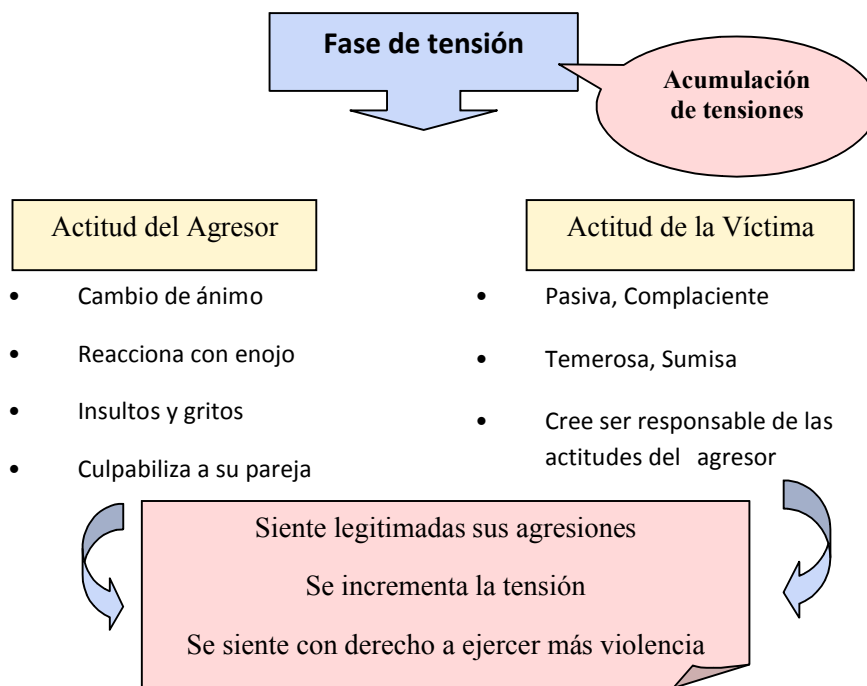 Fase de tensión
Acumulación
de tensiones
Actitud del Agresor
• Cambio de ánimo
• Reacciona con enojo
• Insultos y gritos
• Culpabiliza a su pareja
Actitud de la Víctima
• Pasiva, Complaciente
• Temerosa, Sumisa
• Cree ser responsable de las
actitudes del agresor
Siente legitimadas sus agresiones
Se incrementa la tensión
Se siente con derecho a ejercer más violencia